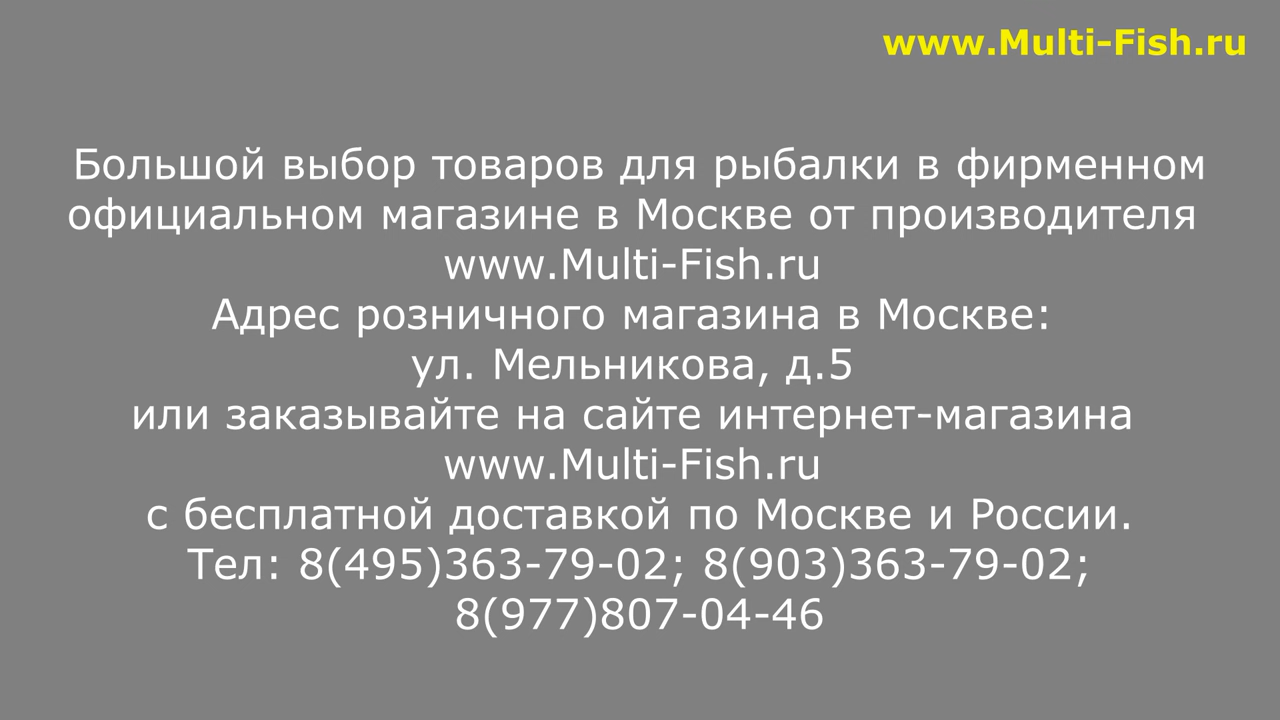 www.Multi-Fish.ru
Большой выбор товаров для рыбалки в фирменном
официальном магазине в Москве от производителя
www.Multi-Fish.ru
Адрес розничного магазина в Москве:
ул. Мельникова, д.5
или заказывайте на сайте интернет-магазина
www.Multi-Fish.ru
с бесплатной доставкой по Москве и России.
Тел: 8(495)363-79-02; 8(903)363-79-02;
8(977)807-04-46